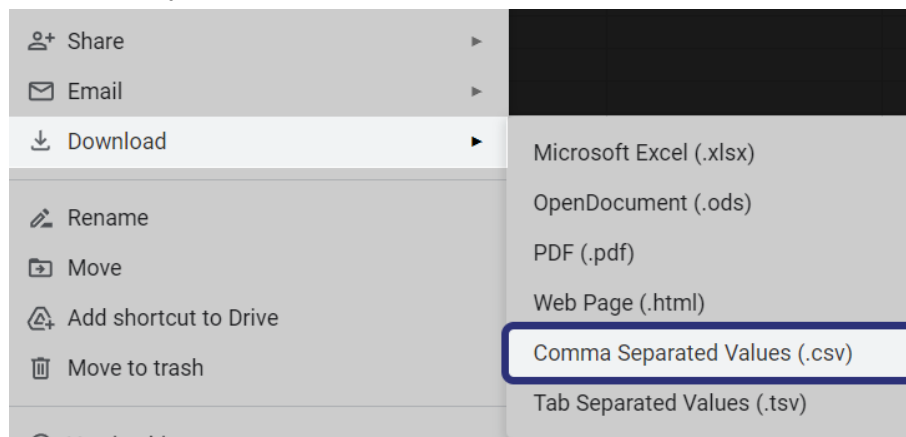 Share
Email
Download
Rename
Move
Add shortcut to Drive
Move to trash
Microsoft Excel (.xlsx)
OpenDocument (.ods)
PDF (.pdf)
Web Page (.html)
Comma Separated Values (.csv)
Tab Separated Values (.tsv)